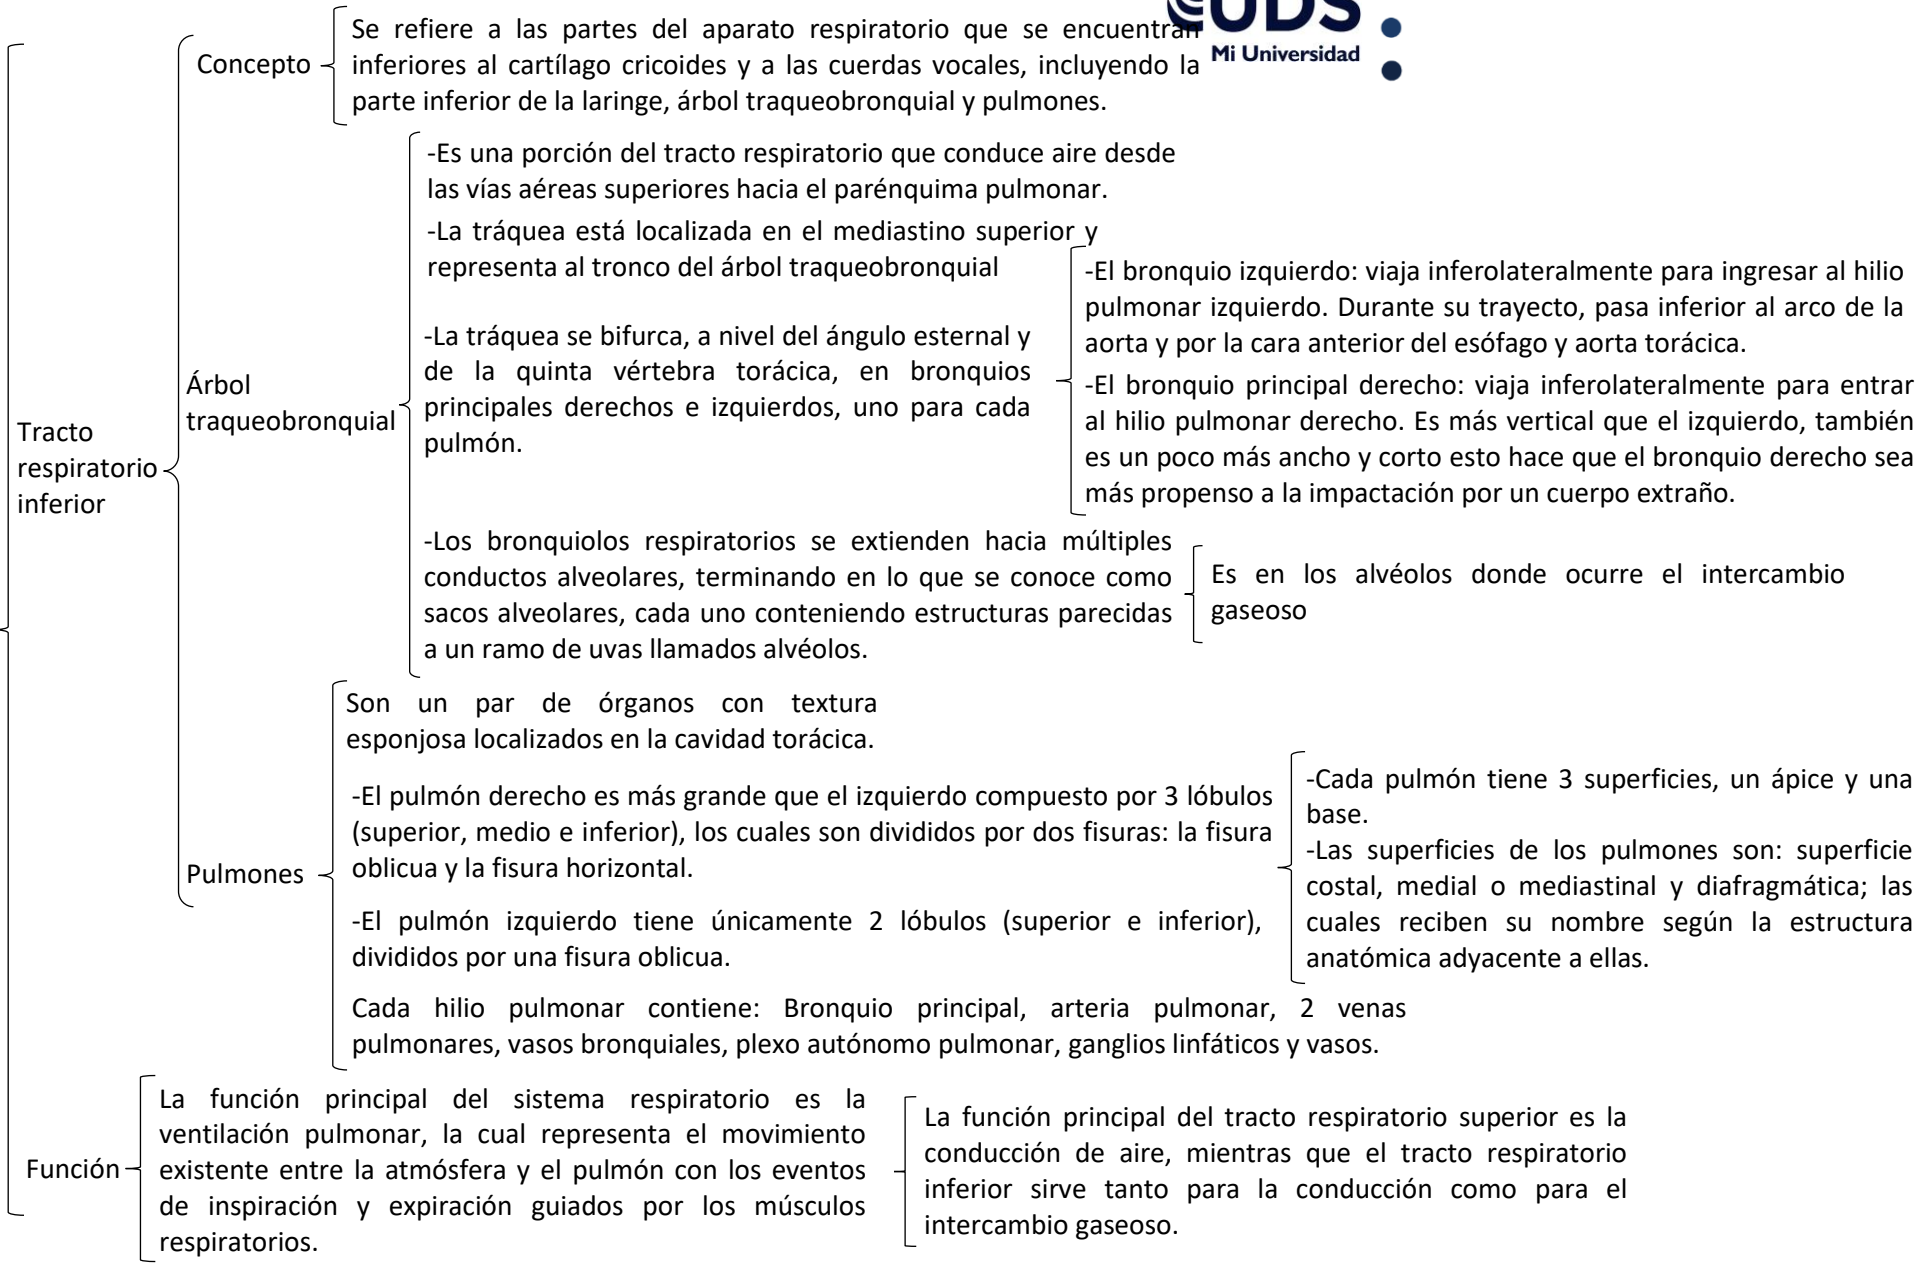 UDS
Mi Universidad
Tracto
respiratorio
inferior
Concepto
Se refiere a las partes del aparato respiratorio que se encuentran
inferiores al cartílago cricoides y a las cuerdas vocales, incluyendo la
parte inferior de la laringe, árbol traqueobronquial y pulmones.
Árbol
traqueobronquial
-Es una porción del tracto respiratorio que conduce aire desde
las vías aéreas superiores hacia el parénquima pulmonar.
-La tráquea está localizada en el mediastino superior y
representa al tronco del árbol traqueobronquial
-La tráquea se bifurca, a nivel del ángulo esternal y
de la quinta vértebra torácica, en bronquios
principales derechos e izquierdos, uno para cada
pulmón.
-El bronquio izquierdo: viaja inferolateralmente para ingresar al hilio
pulmonar izquierdo. Durante su trayecto, pasa inferior al arco de la
aorta y por la cara anterior del esófago y aorta torácica.
-El bronquio principal derecho: viaja inferolateralmente para entrar
al hilio pulmonar derecho. Es más vertical que el izquierdo, también
es un poco más ancho y corto esto hace que el bronquio derecho sea
más propenso a la impactación por un cuerpo extraño.
-Los bronquiolos respiratorios se extienden hacia múltiples
conductos alveolares, terminando en lo que se conoce como
sacos alveolares, cada uno conteniendo estructuras parecidas
a un ramo de uvas llamados alvéolos.
Es en los alvéolos donde ocurre el intercambio
gaseoso
Pulmones
Son un par de órganos con textura
esponjosa localizados en la cavidad torácica.
-El pulmón derecho es más grande que el izquierdo compuesto por 3 lóbulos
(superior, medio e inferior), los cuales son divididos por dos fisuras: la fisura
oblicua y la fisura horizontal.
-El pulmón izquierdo tiene únicamente 2 lóbulos (superior e inferior),
divididos por una fisura oblicua.
-Cada pulmón tiene 3 superficies, un ápice y una
base.
-Las superficies de los pulmones son: superficie
costal, medial o mediastinal y diafragmática; las
cuales reciben su nombre según la estructura
anatómica adyacente a ellas.
Cada hilio pulmonar contiene: Bronquio principal, arteria pulmonar, 2 venas
pulmonares, vasos bronquiales, plexo autónomo pulmonar, ganglios linfáticos y vasos.
Función
La función principal del sistema respiratorio es la
ventilación pulmonar, la cual representa el movimiento
existente entre la atmósfera y el pulmón con los eventos
de inspiración y expiración guiados por los músculos
respiratorios.
La función principal del tracto respiratorio superior es la
conducción de aire, mientras que el tracto respiratorio
inferior sirve tanto para la conducción como para el
intercambio gaseoso.